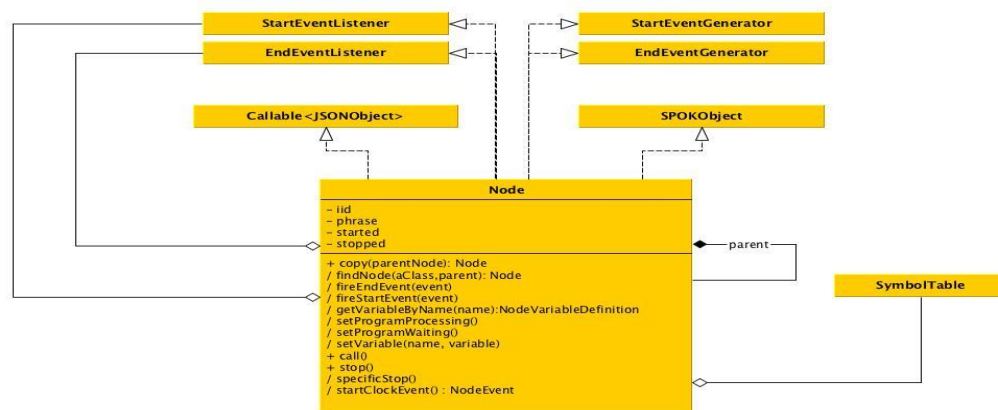 StartEventListener
StartEventGenerator
EndEventListener
EndEventGenerator
Callable<JSONObject>
SPOKObject
Node
- iid
- phrase
- started
- stopped
parent
+ copy(parentNode): Node
/ findNode(aClass,parent): Node
/ fireEndEvent(event)
/ fireStartEvent(event)
/ getVariableByName(name):NodeVariableDefinition
/ setProgramProcessing()
/ setProgramWaiting()
/ setVariable(name, variable)
+ call()
+ stop()
/ specificStop()
/ startClockEvent() : NodeEvent
SymbolTable